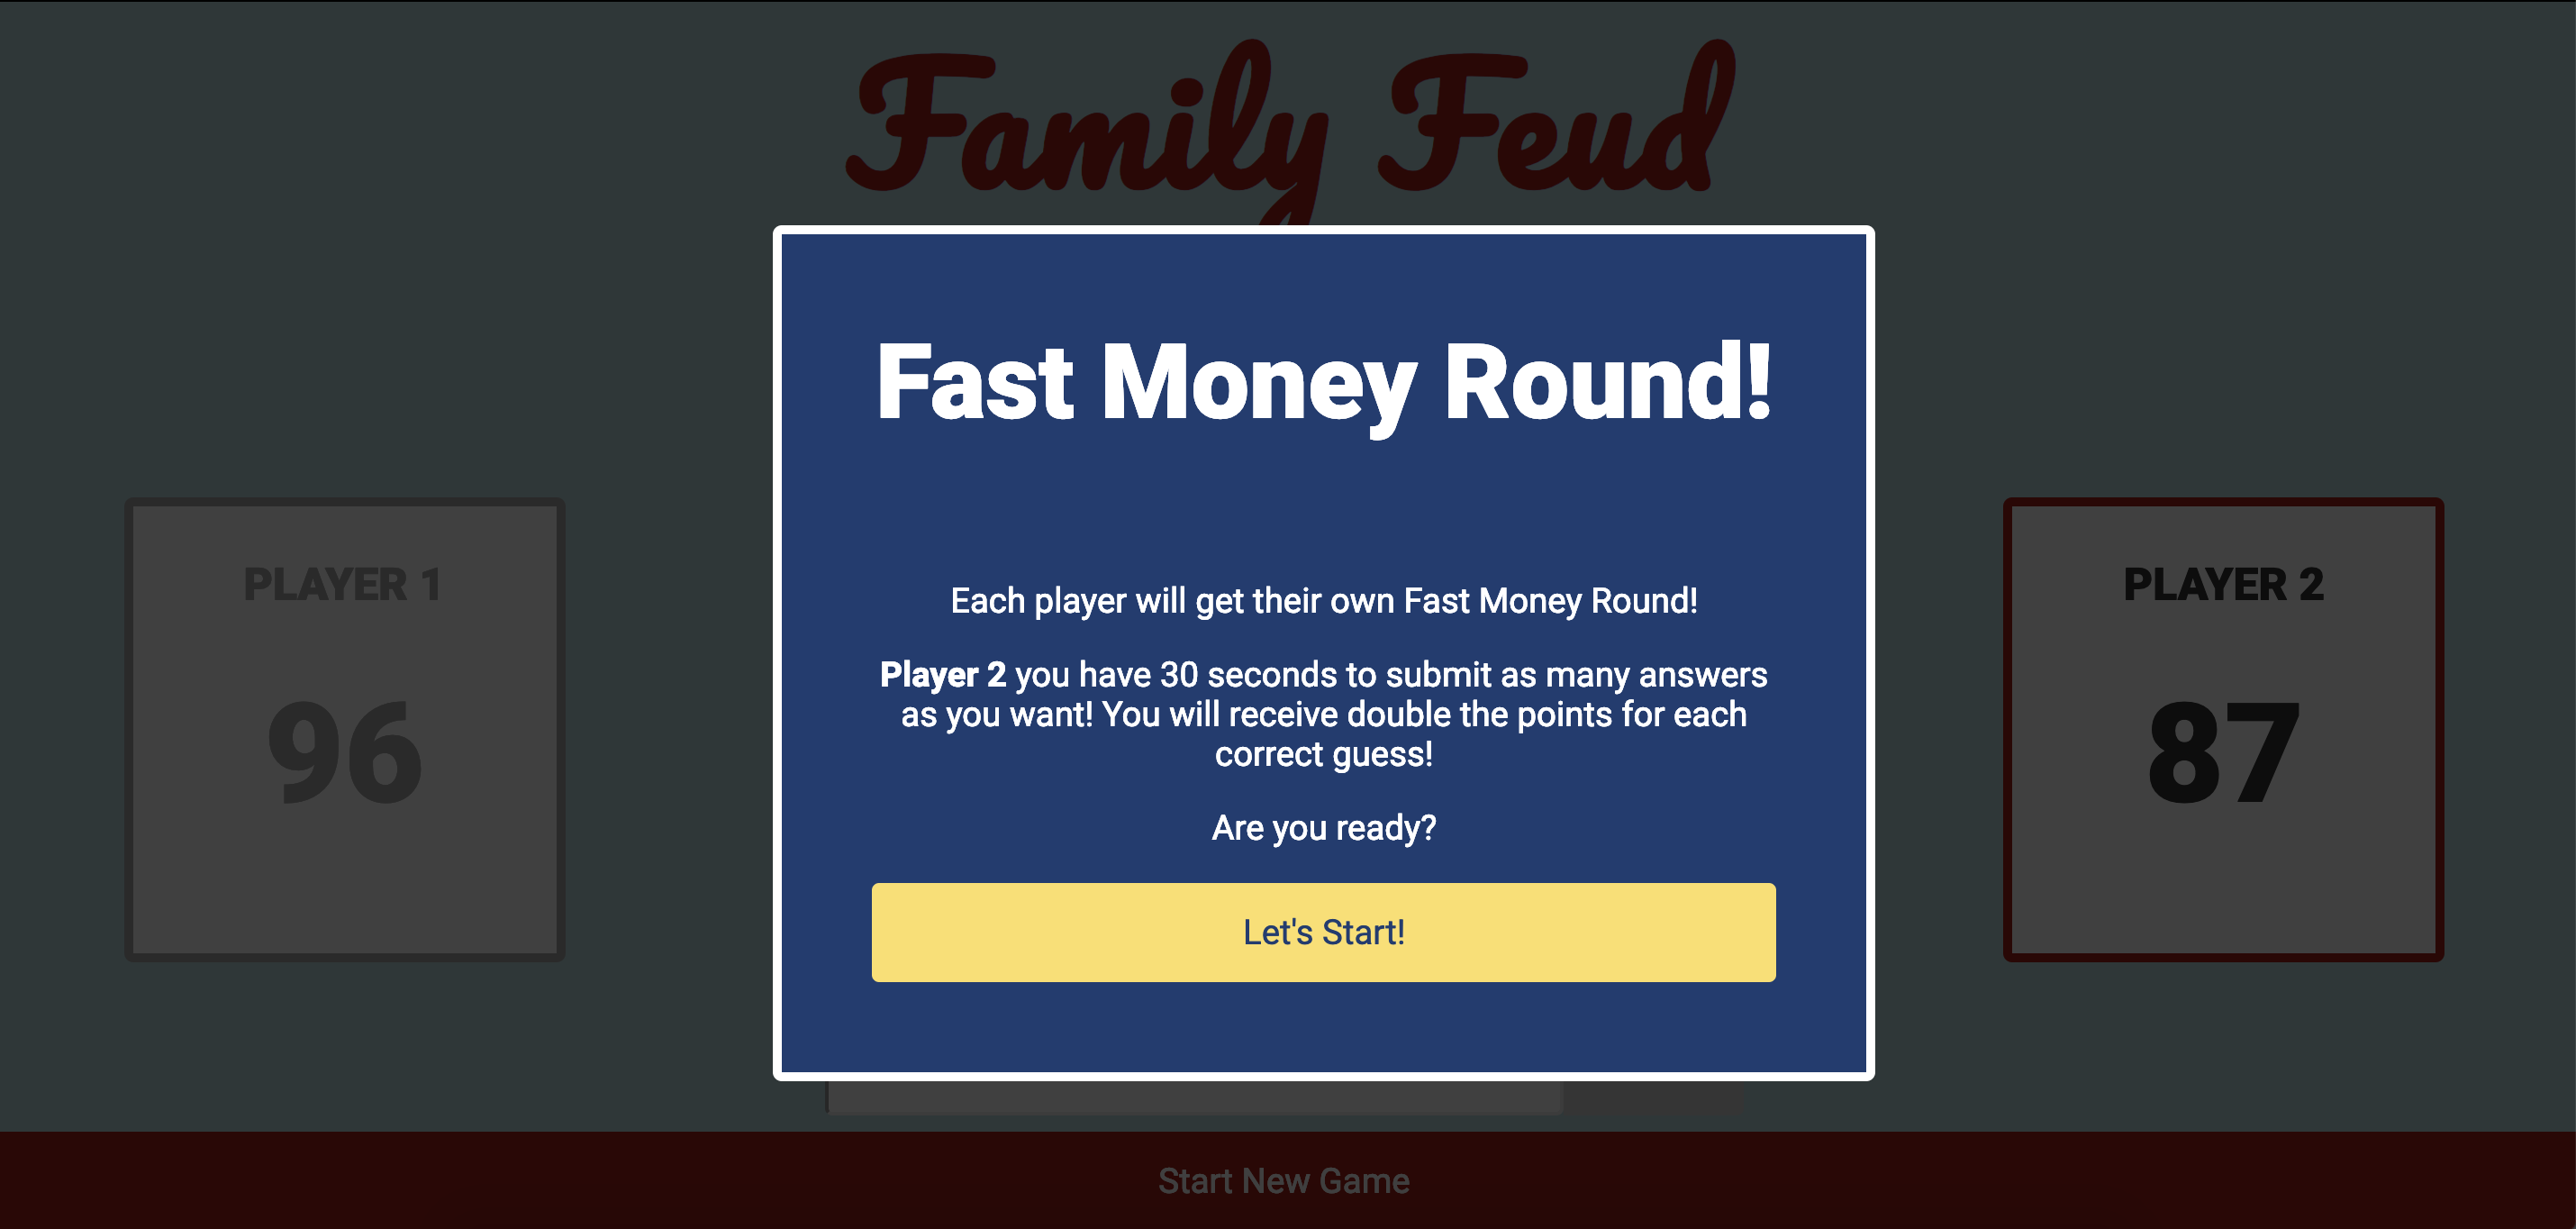 Family Feud
Fast Money Round!
PLAYER 1
96
Each player will get their own Fast Money Round!
Player 2 you have 30 seconds to submit as many answers
as you want! You will receive double the points for each
correct guess!
Are you ready?
Let's Start!
PLAYER 2
87
Start New Game